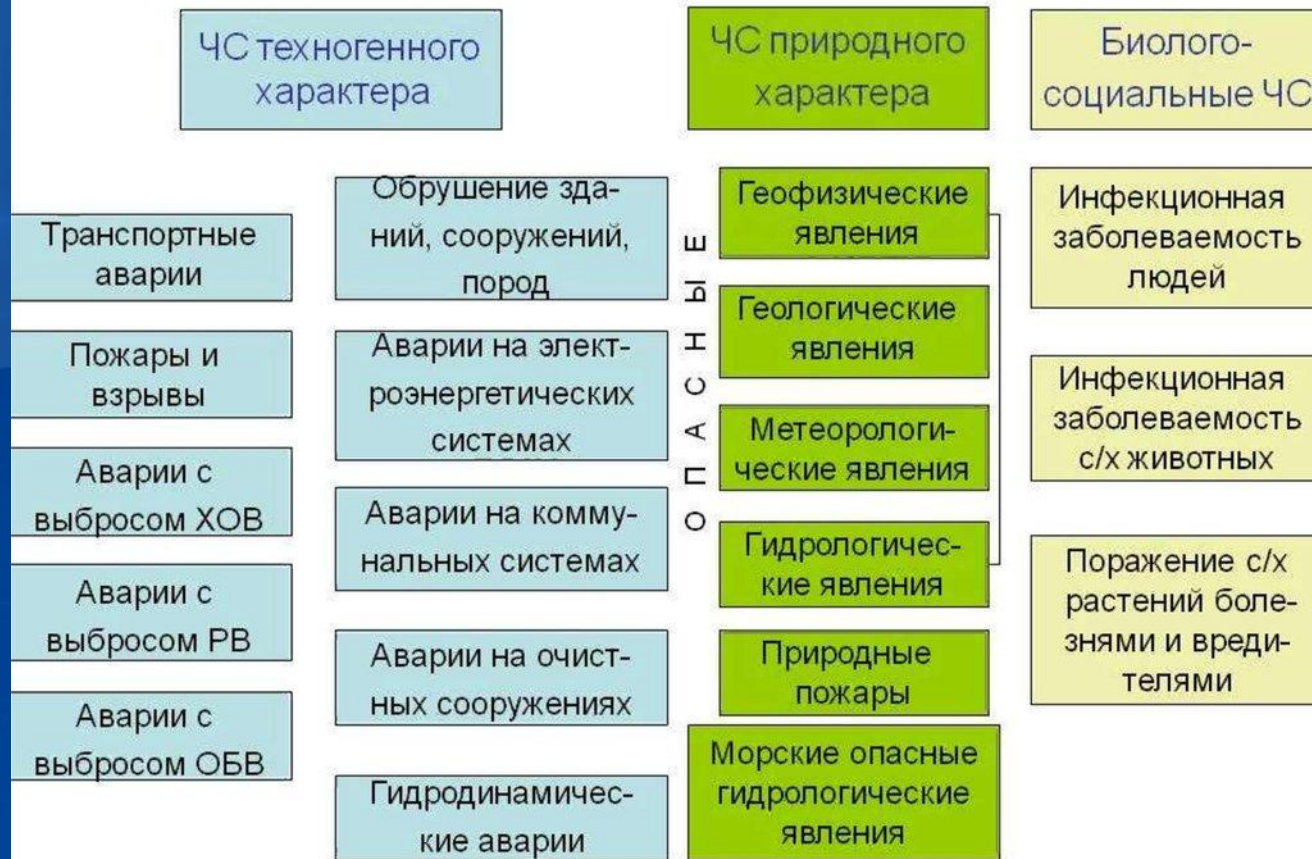 ЧС техногенного
характера
ЧС природного
характера
Биолого-
социальные ЧС
Транспортные
аварии
Пожары и
взрывы
Аварии с
выбросом ХОВ
Аварии с
выбросом РВ
Аварии с
выбросом ОБВ
Обрушение зда-
ний, сооружений,
пород
Аварии на элект-
роэнергетических
системах
Аварии на комму-
нальных системах
Аварии на очист-
ных сооружениях
Гидродинамичес-
кие аварии
ОПАСНЫЕ
Геофизические
явления
Геологические
явления
Метеорологи-
ческие явления
Гидрологичес-
кие явления
Природные
пожары
Морские опасные
гидрологические
явления
Инфекционная
заболеваемость
людей
Инфекционная
заболеваемость
с/х животных
Поражение с/х
растений боле-
знями и вреди-
телями